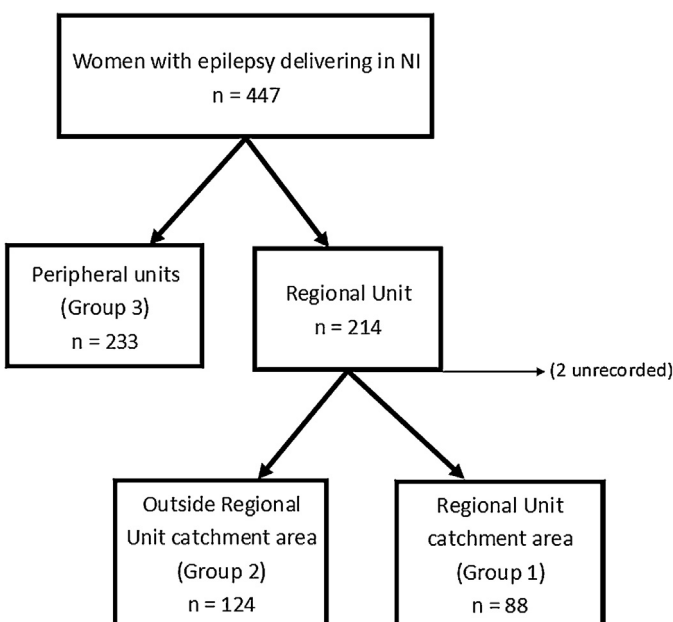 Women with epilepsy delivering in NI
n = 447
Peripheral units
(Group 3)
n = 233
Regional Unit
n = 214
(2 unrecorded)
Outside Regional
Unit catchment area
(Group 2)
n = 124
Regional Unit
catchment area
(Group 1)
n = 88